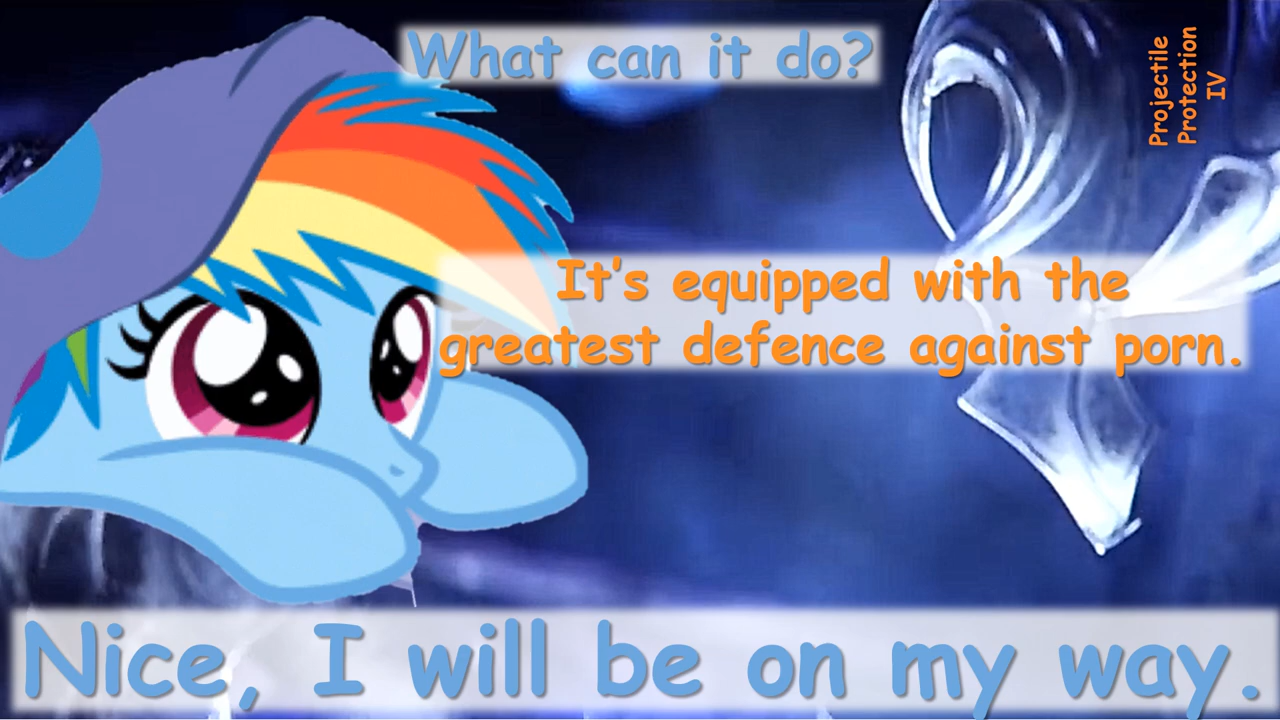 What can it do?
Projectile
Protection
IV
It's equipped with the
greatest defence against porn.
Nice, I will be on my way.